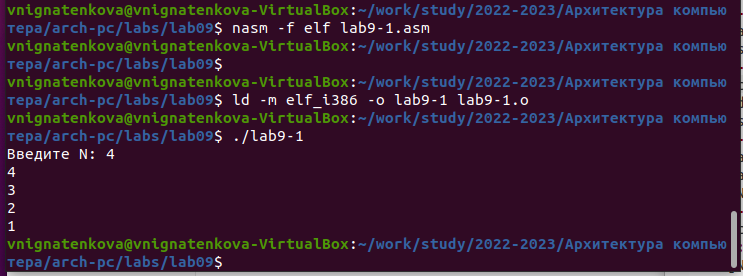 vnignatenkova@vnignatenkova-VirtualBox:~/work/study/2022-2023/Архитектура компью
тера/arch-pc/labs/lab09$ nasm -f elf lab9-1.asm
vnignatenkova@vnignatenkova-VirtualBox:~/work/study/2022-2023/Архитектура компью
тера/arch-pc/labs/lab09$
vnignatenkova@vnignatenkova-VirtualBox:~/work/study/2022-2023/Архитектура компью
тера/arch-pc/labs/lab09$ ld -m elf_i386 -o lab9-1 lab9-1.o
vnignatenkova@vnignatenkova-VirtualBox:~/work/study/2022-2023/Архитектура компью
тера/arch-pc/labs/lab09$ ./lab9-1
Введите N: 4
4
3
2
1
vnignatenkova@vnignatenkova-VirtualBox:~/work/study/2022-2023/Архитектура компью
тера/arch-pc/labs/lab09$